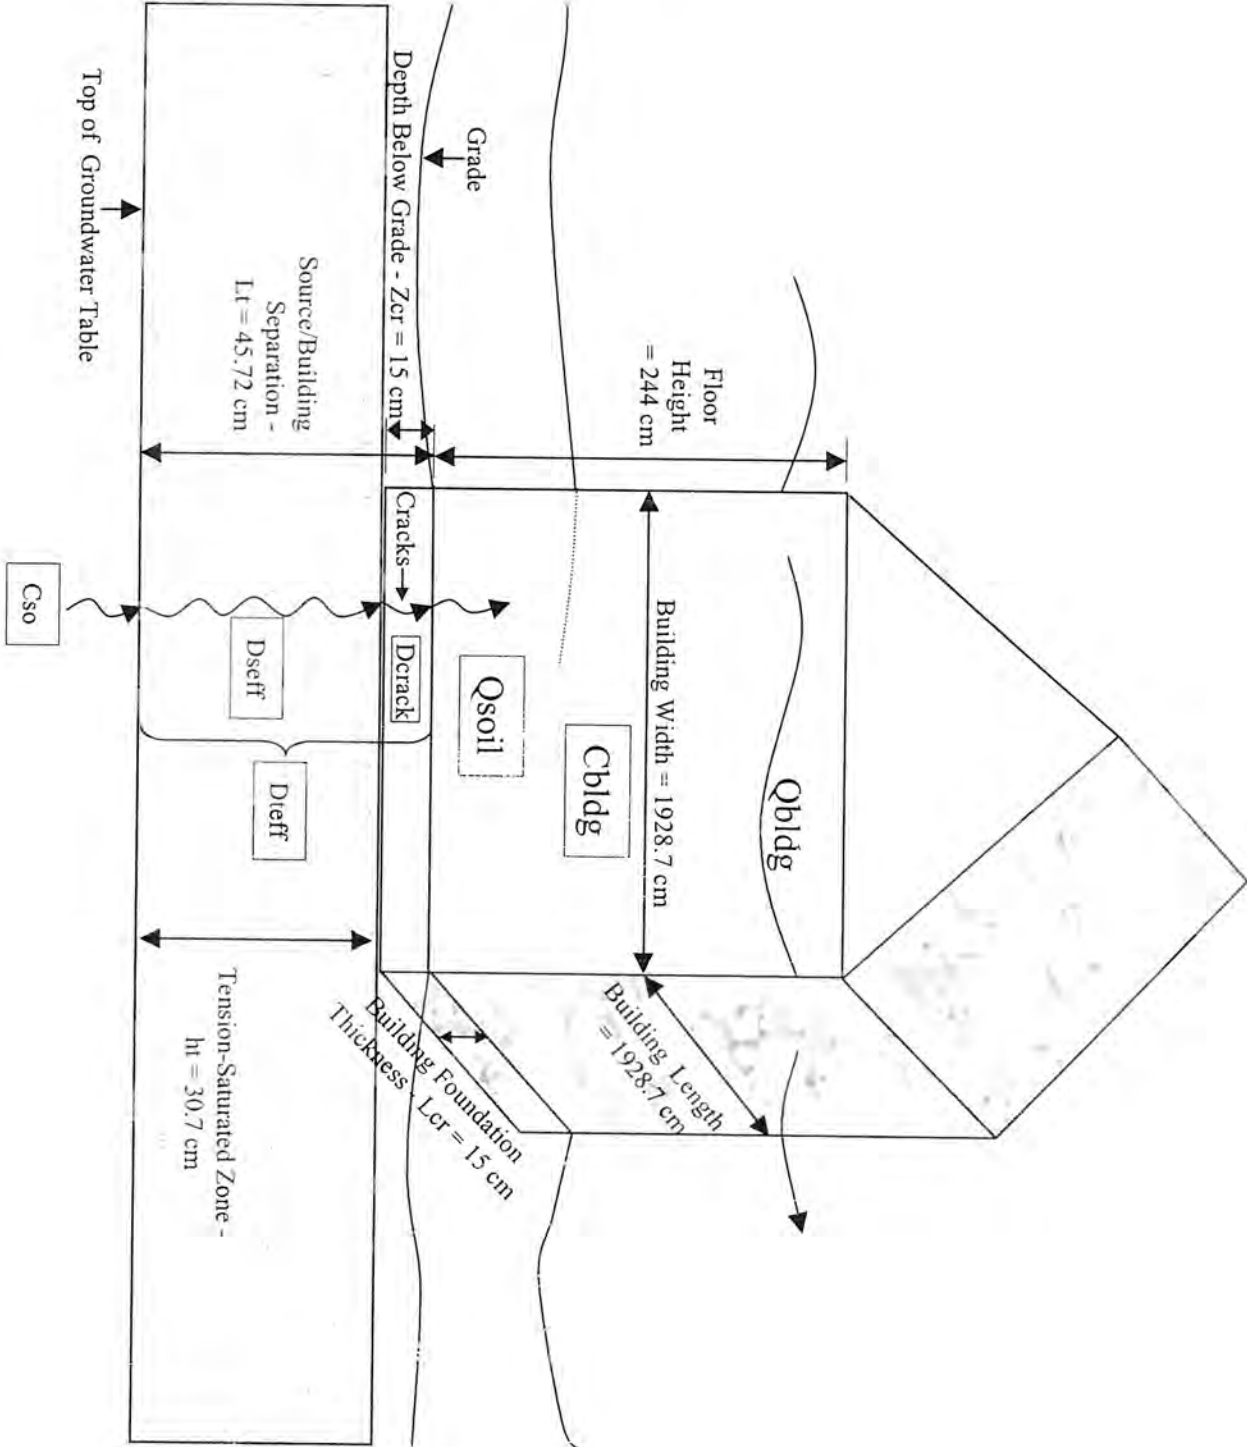 Floor
Height
= 244 cm
Qbldg
Building Width = 1928.7 cm
Cbldg
Building Length
= 1928.7 cm
Grade
Qsoil
Depth Below Grade - Zcr = 15 cm
Cracks
Dcrack
Building Foundation
Thickness - Lcr = 15 cm
Source/Building
Separation -
Lt = 45.72 cm
Dseff
Dteff
Tension-Saturated Zone -
ht = 30.7 cm
Top of Groundwater Table
Cso